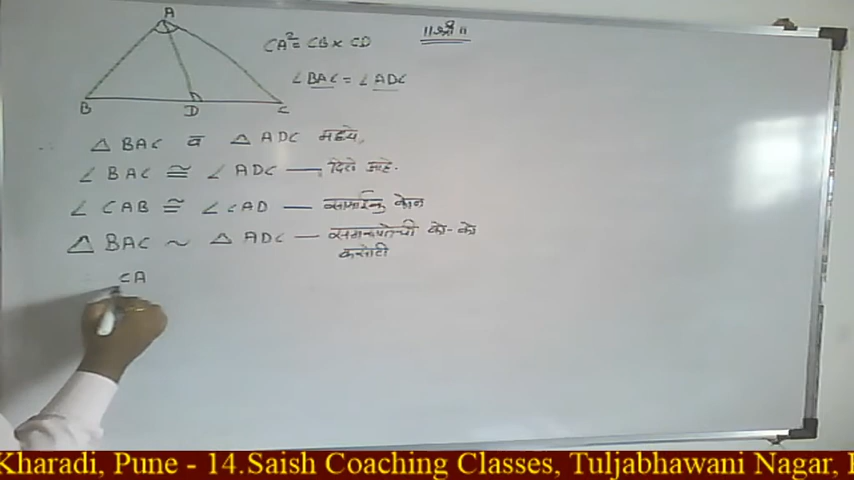 A
॥ श्री ॥
CA² = CB × CD
∠BAC = ∠ADC
B D C
△ BAC व △ ADC मध्ये,
∠ BAC ≅ ∠ ADC — दिले आहे.
∠ CAB ≅ ∠ CAD — सामाईक कोन
△ BAC ~ △ ADC — समरूपतेची को-को
कसोटी
CA
Kharadi, Pune - 14.Saish Coaching Classes, Tuljabhawani Nagar,